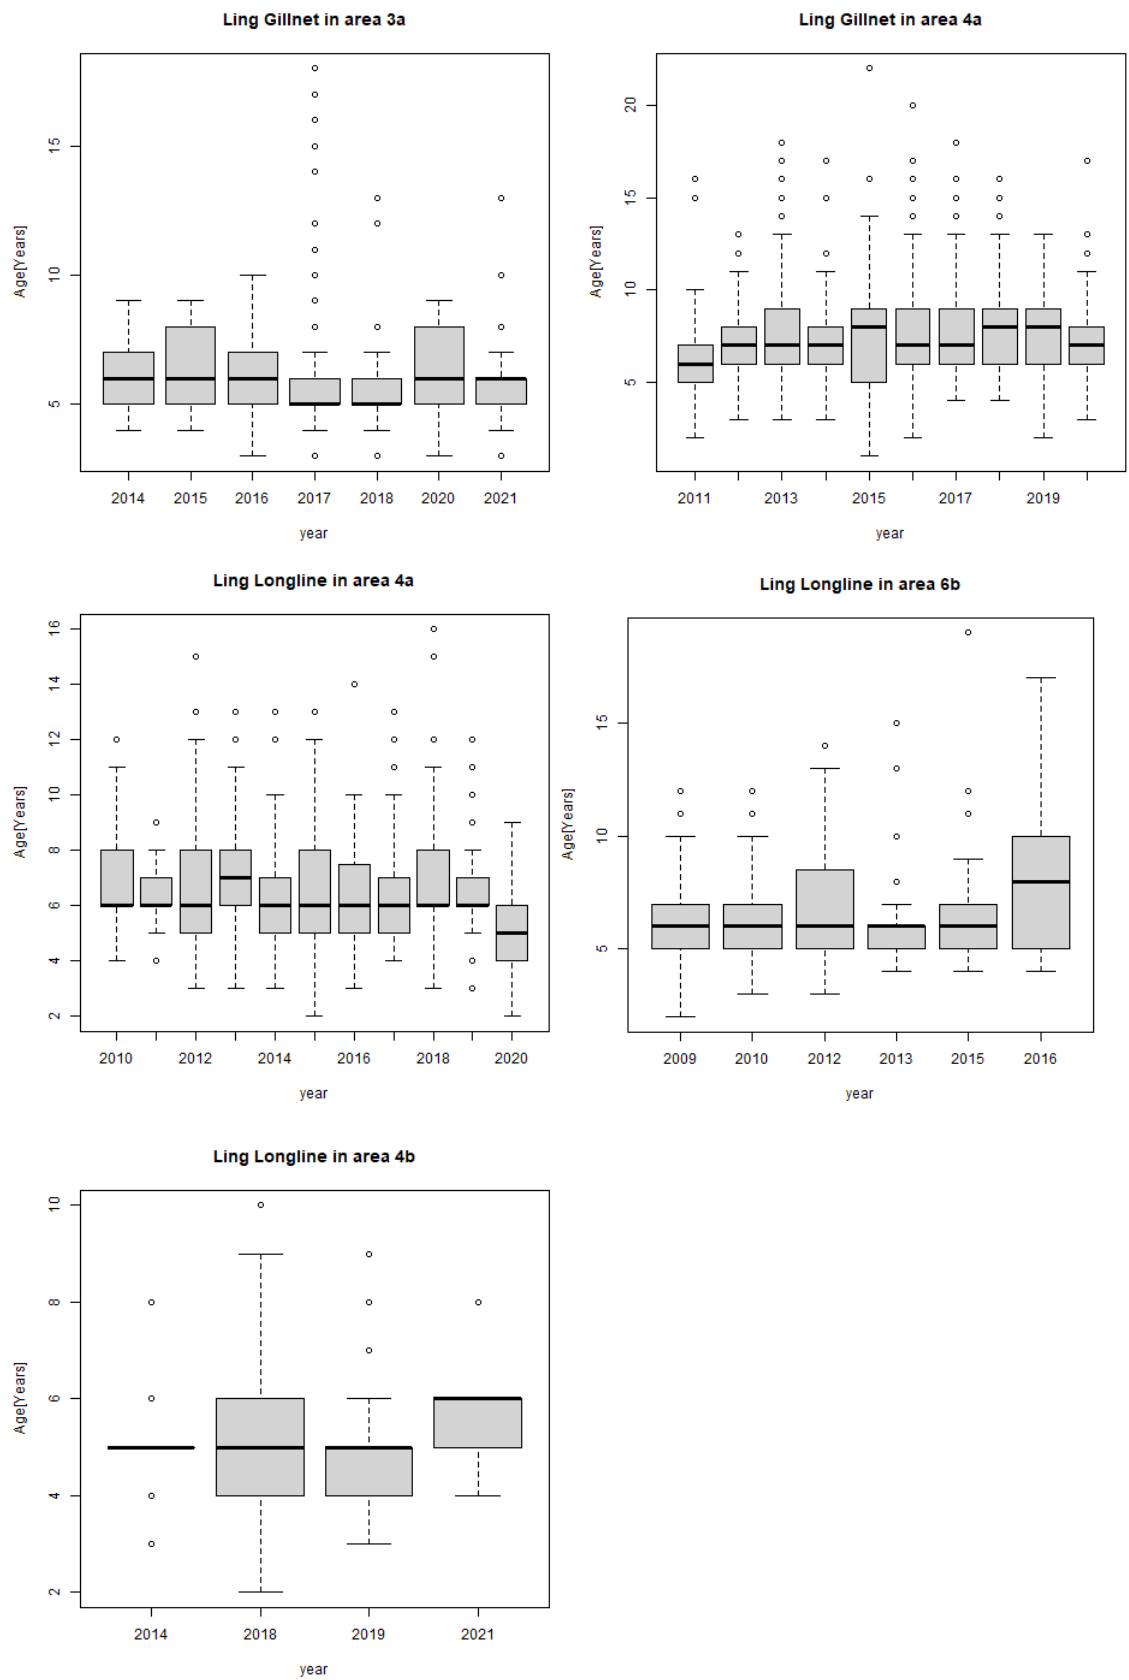 Ling Gillnet in area 3a
Age[Years]
15
10
5
2014 2015 2016 2017 2018 2020 2021
year
Ling Gillnet in area 4a
Age[Years]
20
15
10
5
2011 2013 2015 2017 2019
year
Ling Longline in area 4a
Age[Years]
16
14
12
10
8
6
4
2
2010 2012 2014 2016 2018 2020
year
Ling Longline in area 6b
Age[Years]
15
10
5
2009 2010 2012 2013 2015 2016
year
Ling Longline in area 4b
Age[Years]
10
8
6
4
2
2014 2018 2019 2021
year